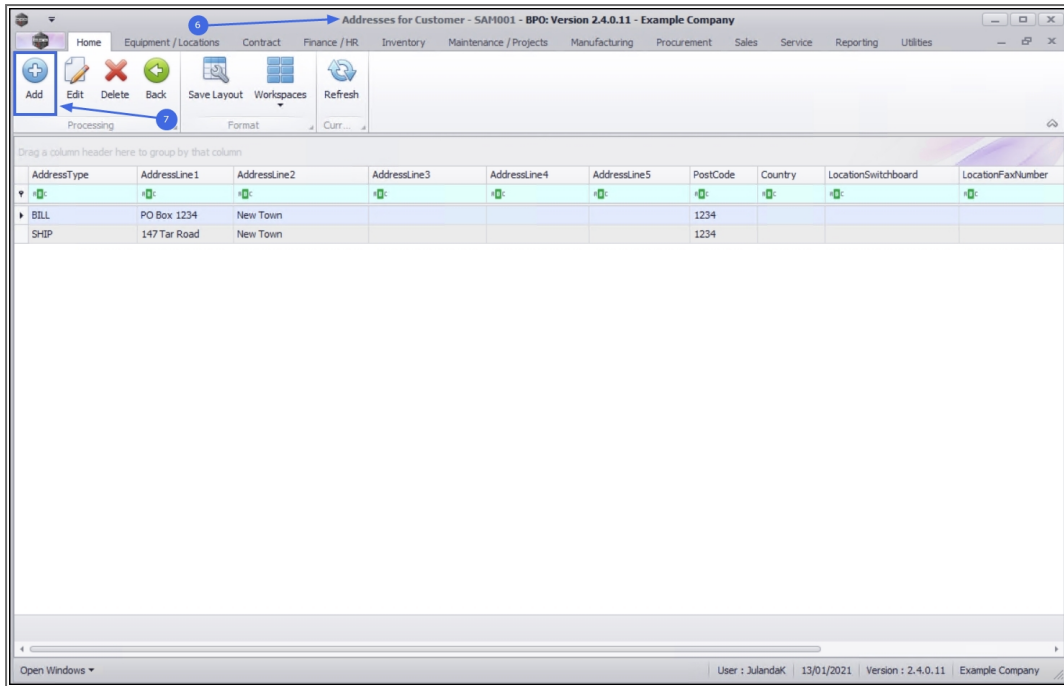 6
Addresses for Customer - SAM001 - BPO: Version 2.4.0.11 - Example Company
Home Equipment / Locations Contract Finance / HR Inventory Maintenance / Projects Manufacturing Procurement Sales Service Reporting Utilities
Add Edit Delete Back Save Layout Workspaces Refresh
7
Processing Format Curr...
Drag a column header here to group by that column
AddressType AddressLine1 AddressLine2 AddressLine3 AddressLine4 AddressLine5 PostCode Country LocationSwitchboard LocationFaxNumber
BILL PO Box 1234 New Town 1234
SHIP 147 Tar Road New Town 1234
Open Windows User : JulandaK 13/01/2021 Version : 2.4.0.11 Example Company